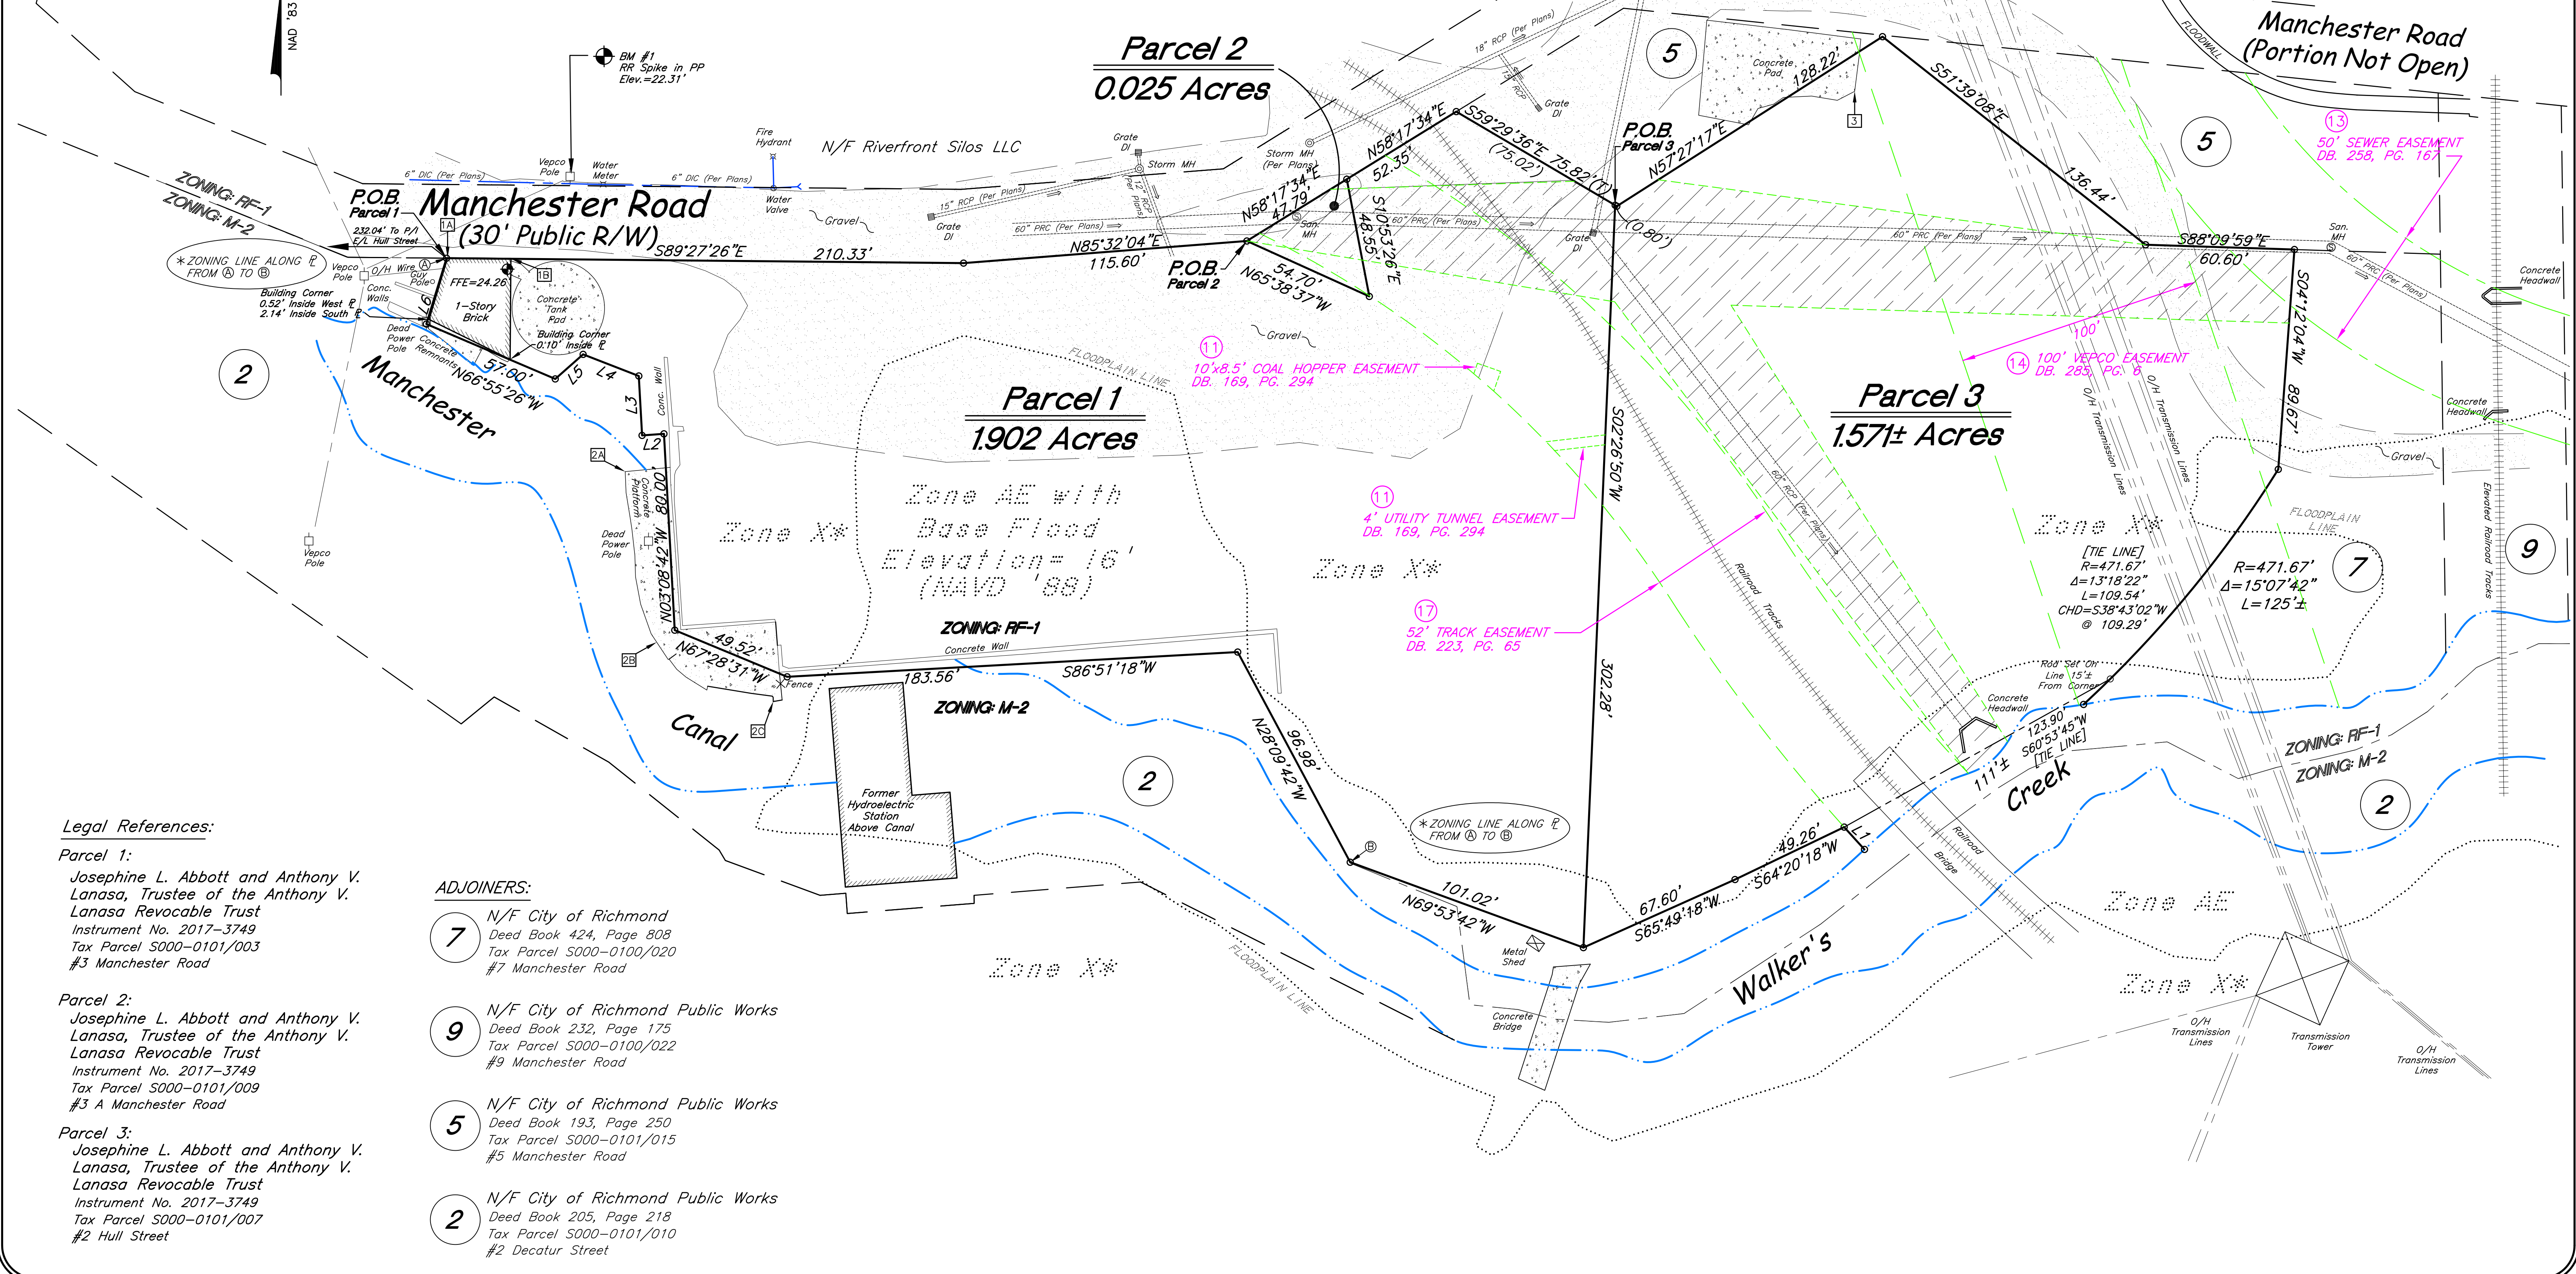 NAD '83
BM #1
RR Spike in PP
Elev.=22.31'
Parcel 2
0.025 Acres
18" RCP (Per Plans)
15" RCP
5
Concrete
Pad
128.22'
3
FLOODWALL
Manchester Road
(Portion Not Open)
13
50' SEWER EASEMENT
DB. 258, PG. 167
5
S51°39'08"E
136.44'
N57°27'17"E
P.O.B.
Parcel 3
(0.80')
S59°29'36"E 75.82'(T)
(75.02')
Grate
DI
Grate
DI
Storm MH
Storm MH
(Per Plans)
12" RCP
(Per
Plans)
N58°17'34"E
52.35'
N58°17'34"E
47.79'
San.
MH
S10°53'26"E
48.55'
54.70'
N65°38'37"W
P.O.B.
Parcel 2
Fire
Hydrant
N/F Riverfront Silos LLC
Vepco
Pole
Water
Meter
6" DIC (Per Plans)
6" DIC (Per Plans)
Water
Valve
Gravel
15" RCP (Per Plans)
Grate
DI
60" PRC (Per Plans)
60" PRC (Per Plans)
Grate
DI
60" PRC (Per Plans)
San.
MH
60" PRC (Per Plans)
S88°09'59"E
60.60'
Concrete
Headwall
ZONING: RF-1
ZONING: M-2
P.O.B.
Parcel 1
1A
232.04' To P/I
E/L Hull Street
Manchester Road
(30' Public R/W)
S89°27'26"E
210.33'
N85°32'04"E
115.60'
*ZONING LINE ALONG ℙL
FROM A TO B
Vepco
Pole
O/H Wire
A
Guy
Pole
Conc.
Walls
FFE=24.26
1-Story
Brick
1B
Concrete
Tank
Pad
Building Corner
0.52' Inside West ℙL
2.14' Inside South ℙL
L6
Building Corner
0.10' Inside ℙL
Dead
Power
Pole
Concrete
Remnants
57.00'
N66°55'26"W
L5
L4
L3
L2
Conc. Wall
2
Manchester
FLOODPLAIN LINE
Gravel
11
10'x8.5' COAL HOPPER EASEMENT
DB. 169, PG. 294
Parcel 1
1.902 Acres
S04°12'04"W
89.67'
100'
14
100' VEPCO EASEMENT
DB. 285, PG. 6
Parcel 3
1.571± Acres
O/H Transmission Lines
O/H Transmission Lines
Concrete
Headwall
Gravel
S02°26'50"W
302.28'
60" RCP (Per Plans)
2A
Concrete
Platform
N03°08'42"W 80.00'
Dead
Power
Pole
Vepco
Pole
Zone X*
Zone AE with
Base Flood
Elevation= 16'
(NAVD '88)
Zone X*
11
4' UTILITY TUNNEL EASEMENT
DB. 169, PG. 294
17
52' TRACK EASEMENT
DB. 223, PG. 65
Railroad Tracks
Zone X*
[TIE LINE]
R=471.67'
Δ=13°18'22"
L=109.54'
CHD=S38°43'02"W
@ 109.29'
R=471.67'
Δ=15°07'42"
L=125'±
FLOODPLAIN
LINE
7
Elevated Railroad Tracks
9
ZONING: RF-1
Concrete Wall
2B
49.52'
N67°28'31"W
Fence
183.56'
S86°51'18"W
ZONING: M-2
2C
Canal
Rod Set On
Line 15'±
From Corner
Concrete
Headwall
123.90'
S60°53'45"W
[TIE LINE]
111'±
N28°09'42"W
96.98'
2
Creek
ZONING: RF-1
ZONING: M-2
2
Former
Hydroelectric
Station
Above Canal
*ZONING LINE ALONG ℙL
FROM A TO B
B
49.26'
S64°20'18"W
L1
Railroad
Bridge
101.02'
N69°53'42"W
67.60'
S65°49'18"W
Metal
Shed
Walker's
Zone AE
Zone X*
Zone X*
FLOODPLAIN LINE
Concrete
Bridge
O/H
Transmission
Lines
Transmission
Tower
O/H
Transmission
Lines
Legal References:
Parcel 1:
Josephine L. Abbott and Anthony V.
Lanasa, Trustee of the Anthony V.
Lanasa Revocable Trust
Instrument No. 2017-3749
Tax Parcel S000-0101/003
#3 Manchester Road
Parcel 2:
Josephine L. Abbott and Anthony V.
Lanasa, Trustee of the Anthony V.
Lanasa Revocable Trust
Instrument No. 2017-3749
Tax Parcel S000-0101/009
#3 A Manchester Road
Parcel 3:
Josephine L. Abbott and Anthony V.
Lanasa, Trustee of the Anthony V.
Lanasa Revocable Trust
Instrument No. 2017-3749
Tax Parcel S000-0101/007
#2 Hull Street
ADJOINERS:
7
N/F City of Richmond
Deed Book 424, Page 808
Tax Parcel S000-0100/020
#7 Manchester Road
9
N/F City of Richmond Public Works
Deed Book 232, Page 175
Tax Parcel S000-0100/022
#9 Manchester Road
5
N/F City of Richmond Public Works
Deed Book 193, Page 250
Tax Parcel S000-0101/015
#5 Manchester Road
2
N/F City of Richmond Public Works
Deed Book 205, Page 218
Tax Parcel S000-0101/010
#2 Decatur Street